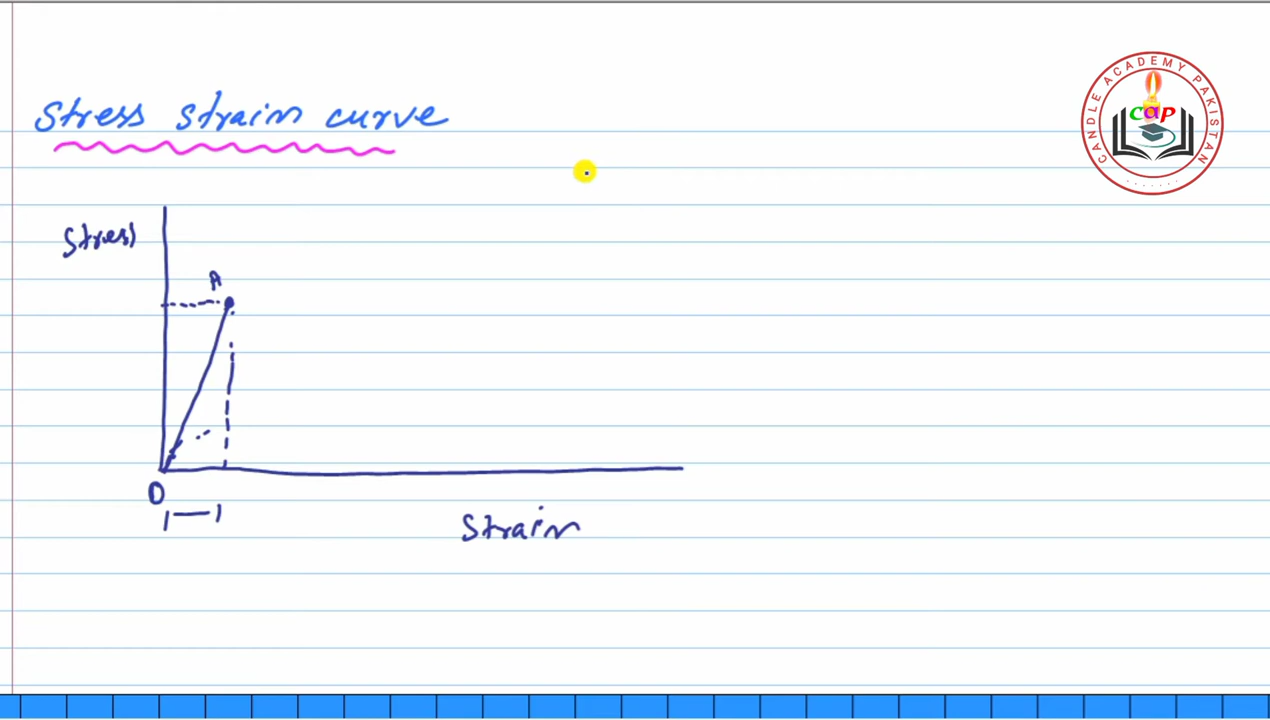 Stress strain curve
CANDLE ACADEMY PAKISTAN
cap
Stress
A
O
Strain